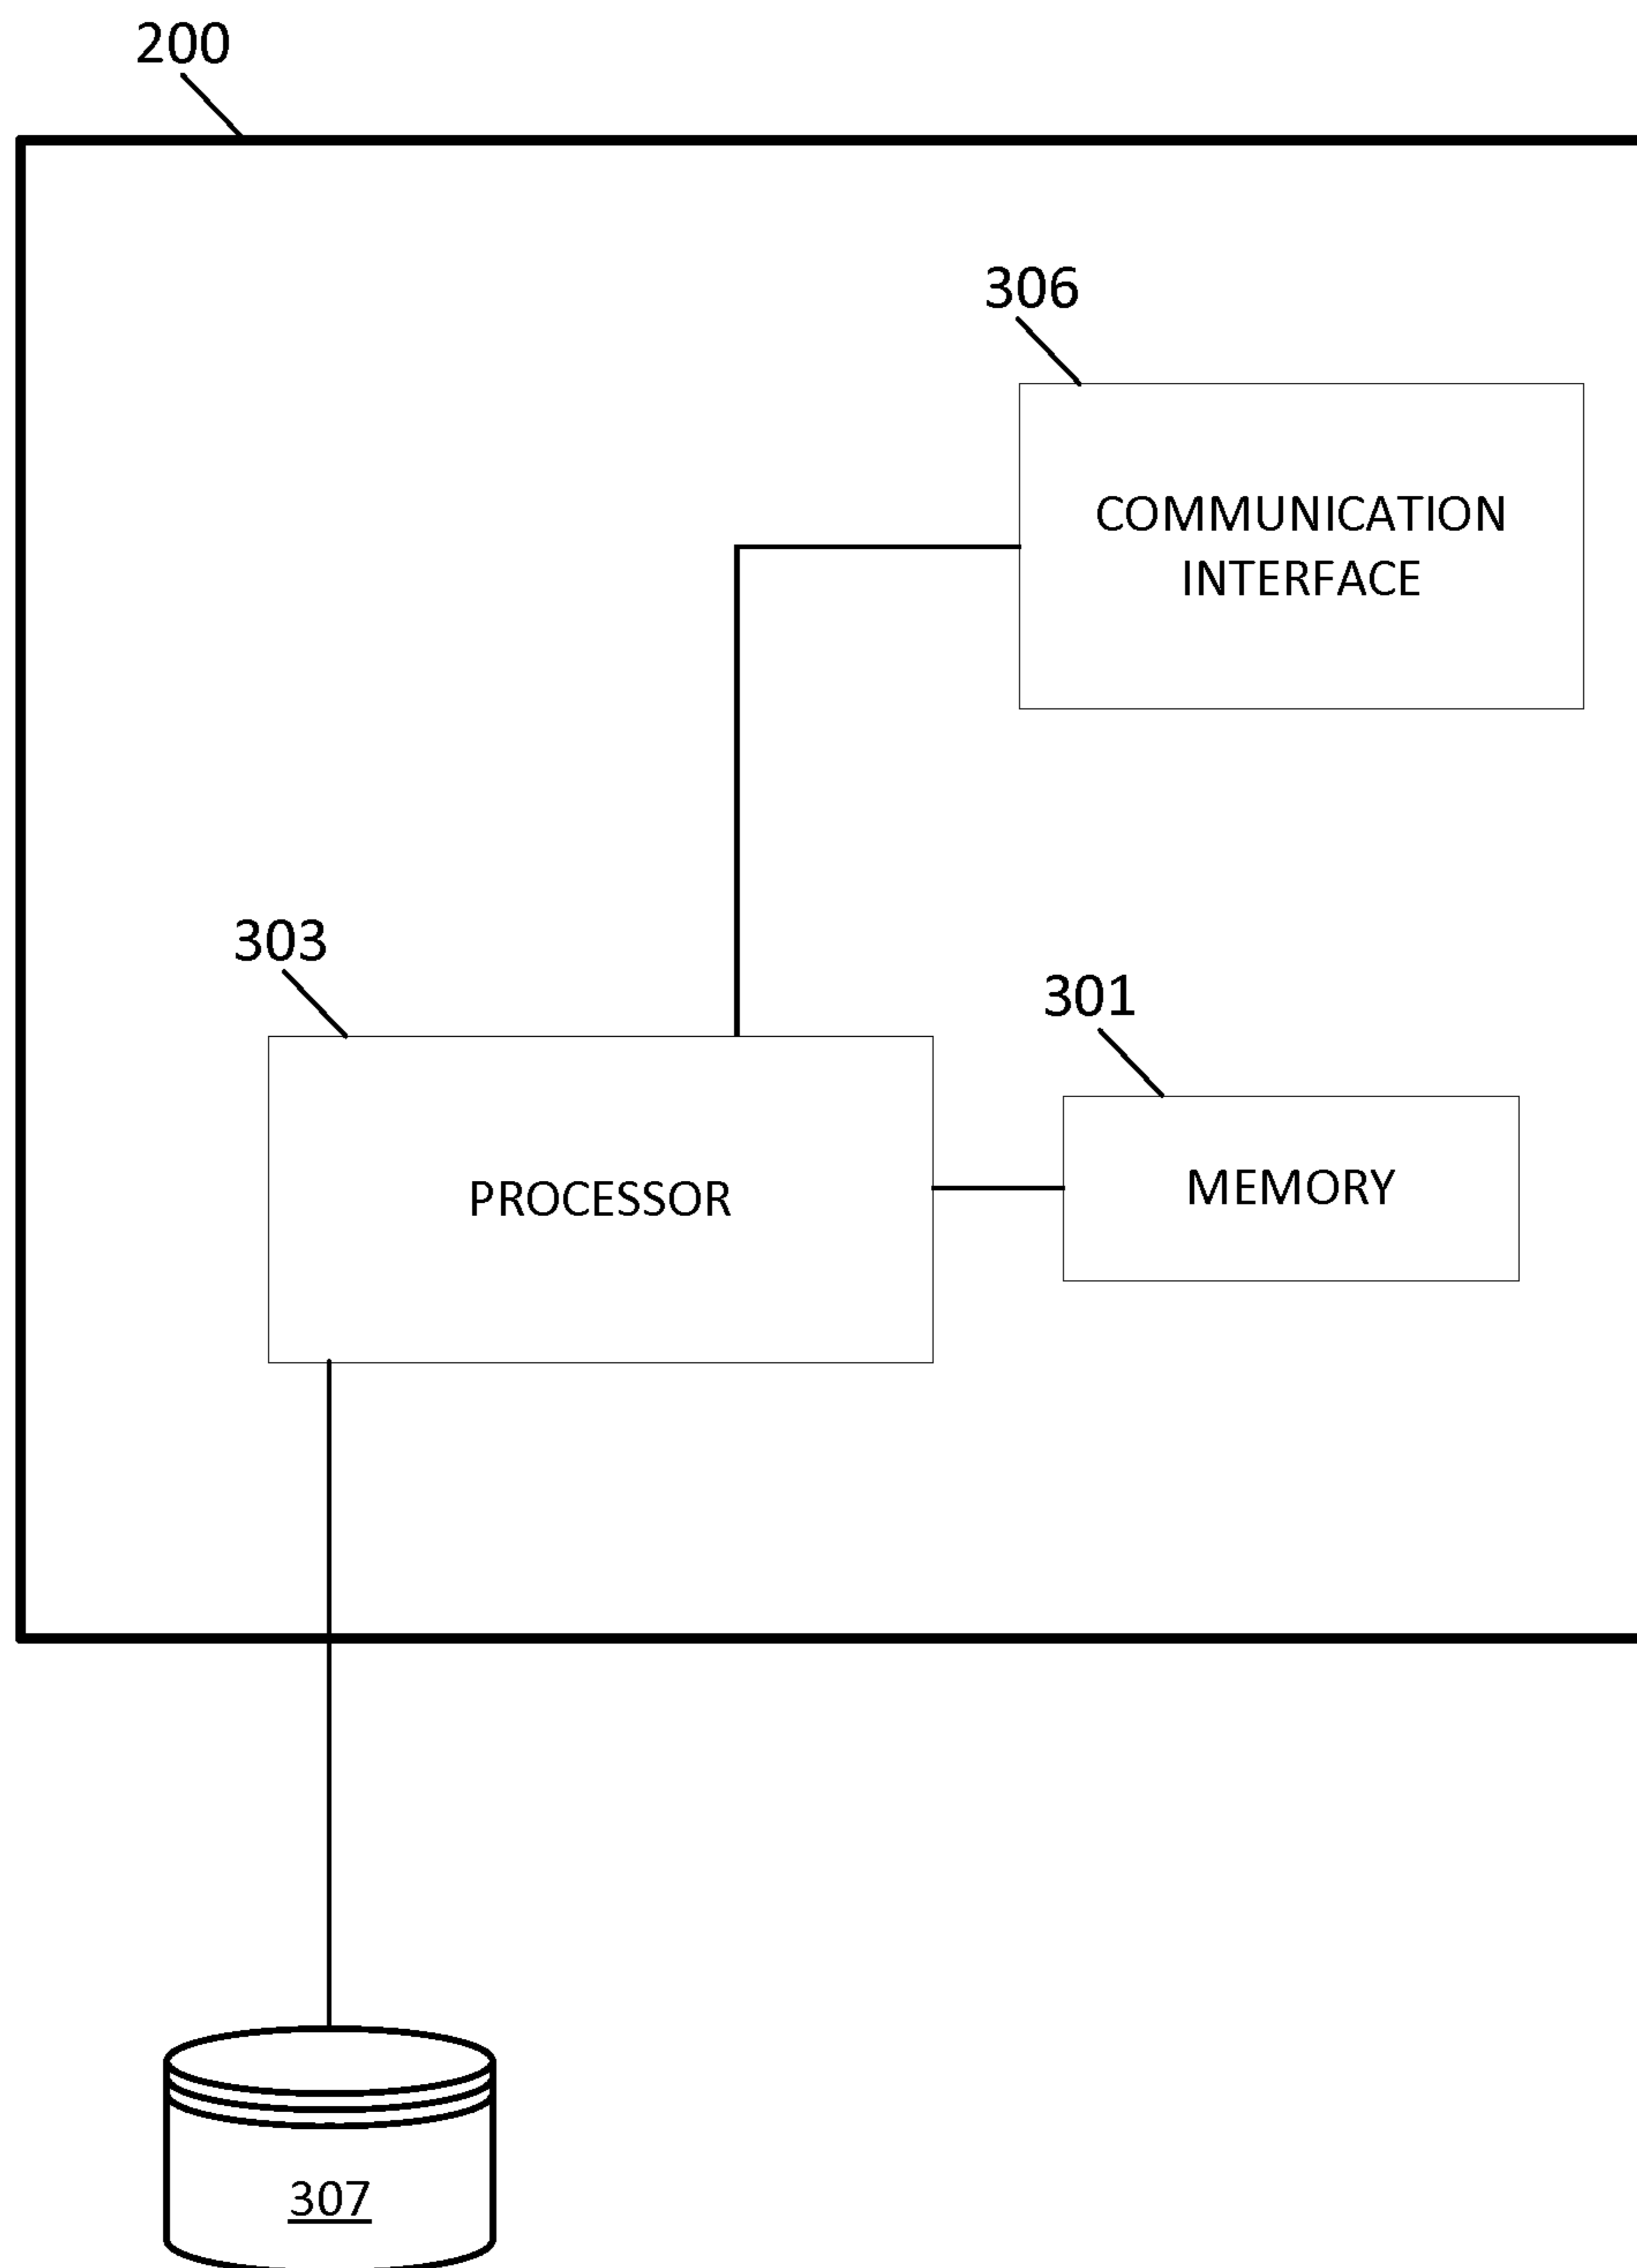 200
306
COMMUNICATION
INTERFACE
303
301
PROCESSOR
MEMORY
307